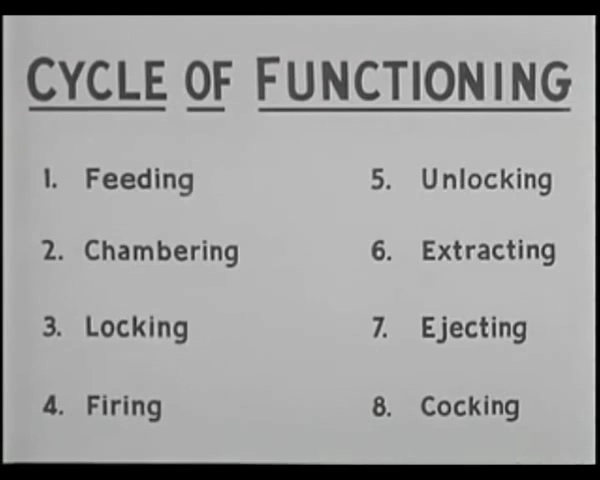 CYCLE OF FUNCTIONING
1. Feeding
2. Chambering
3. Locking
4. Firing
5. Unlocking
6. Extracting
7. Ejecting
8. Cocking